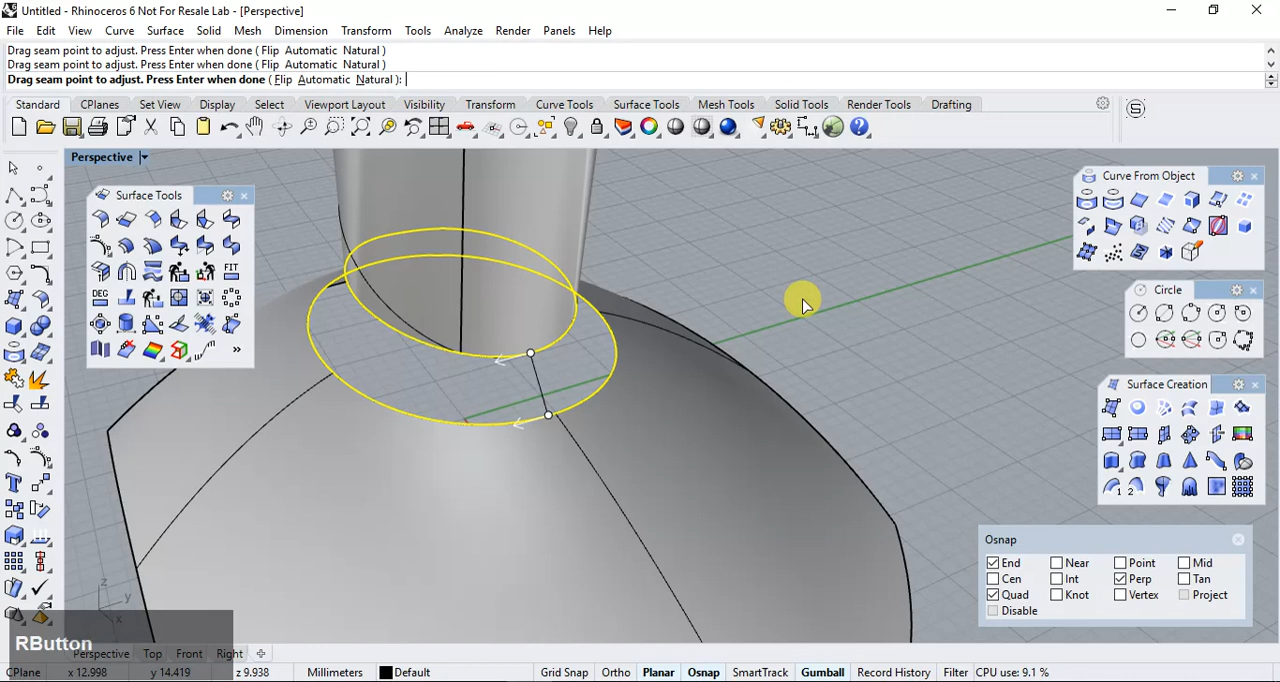 Untitled - Rhinoceros 6 Not For Resale Lab - [Perspective]
File Edit View Curve Surface Solid Mesh Dimension Transform Tools Analyze Render Panels Help
Drag seam point to adjust. Press Enter when done ( Flip Automatic Natural )
Drag seam point to adjust. Press Enter when done ( Flip Automatic Natural )
Drag seam point to adjust. Press Enter when done ( Flip Automatic Natural ):
Standard CPlanes Set View Display Select Viewport Layout Visibility Transform Curve Tools Surface Tools Mesh Tools Solid Tools Render Tools Drafting
Perspective
Surface Tools
FIT
DEG
Curve From Object
Circle
Surface Creation
1 2
Osnap
End Near Point Mid
Cen Int Perp Tan
Quad Knot Vertex Project
Disable
z
y
x
RButton
Perspective Top Front Right
CPlane x 12.998 y 14.419 z 9.938 Millimeters Default Grid Snap Ortho Planar Osnap SmartTrack Gumball Record History Filter CPU use: 9.1 %